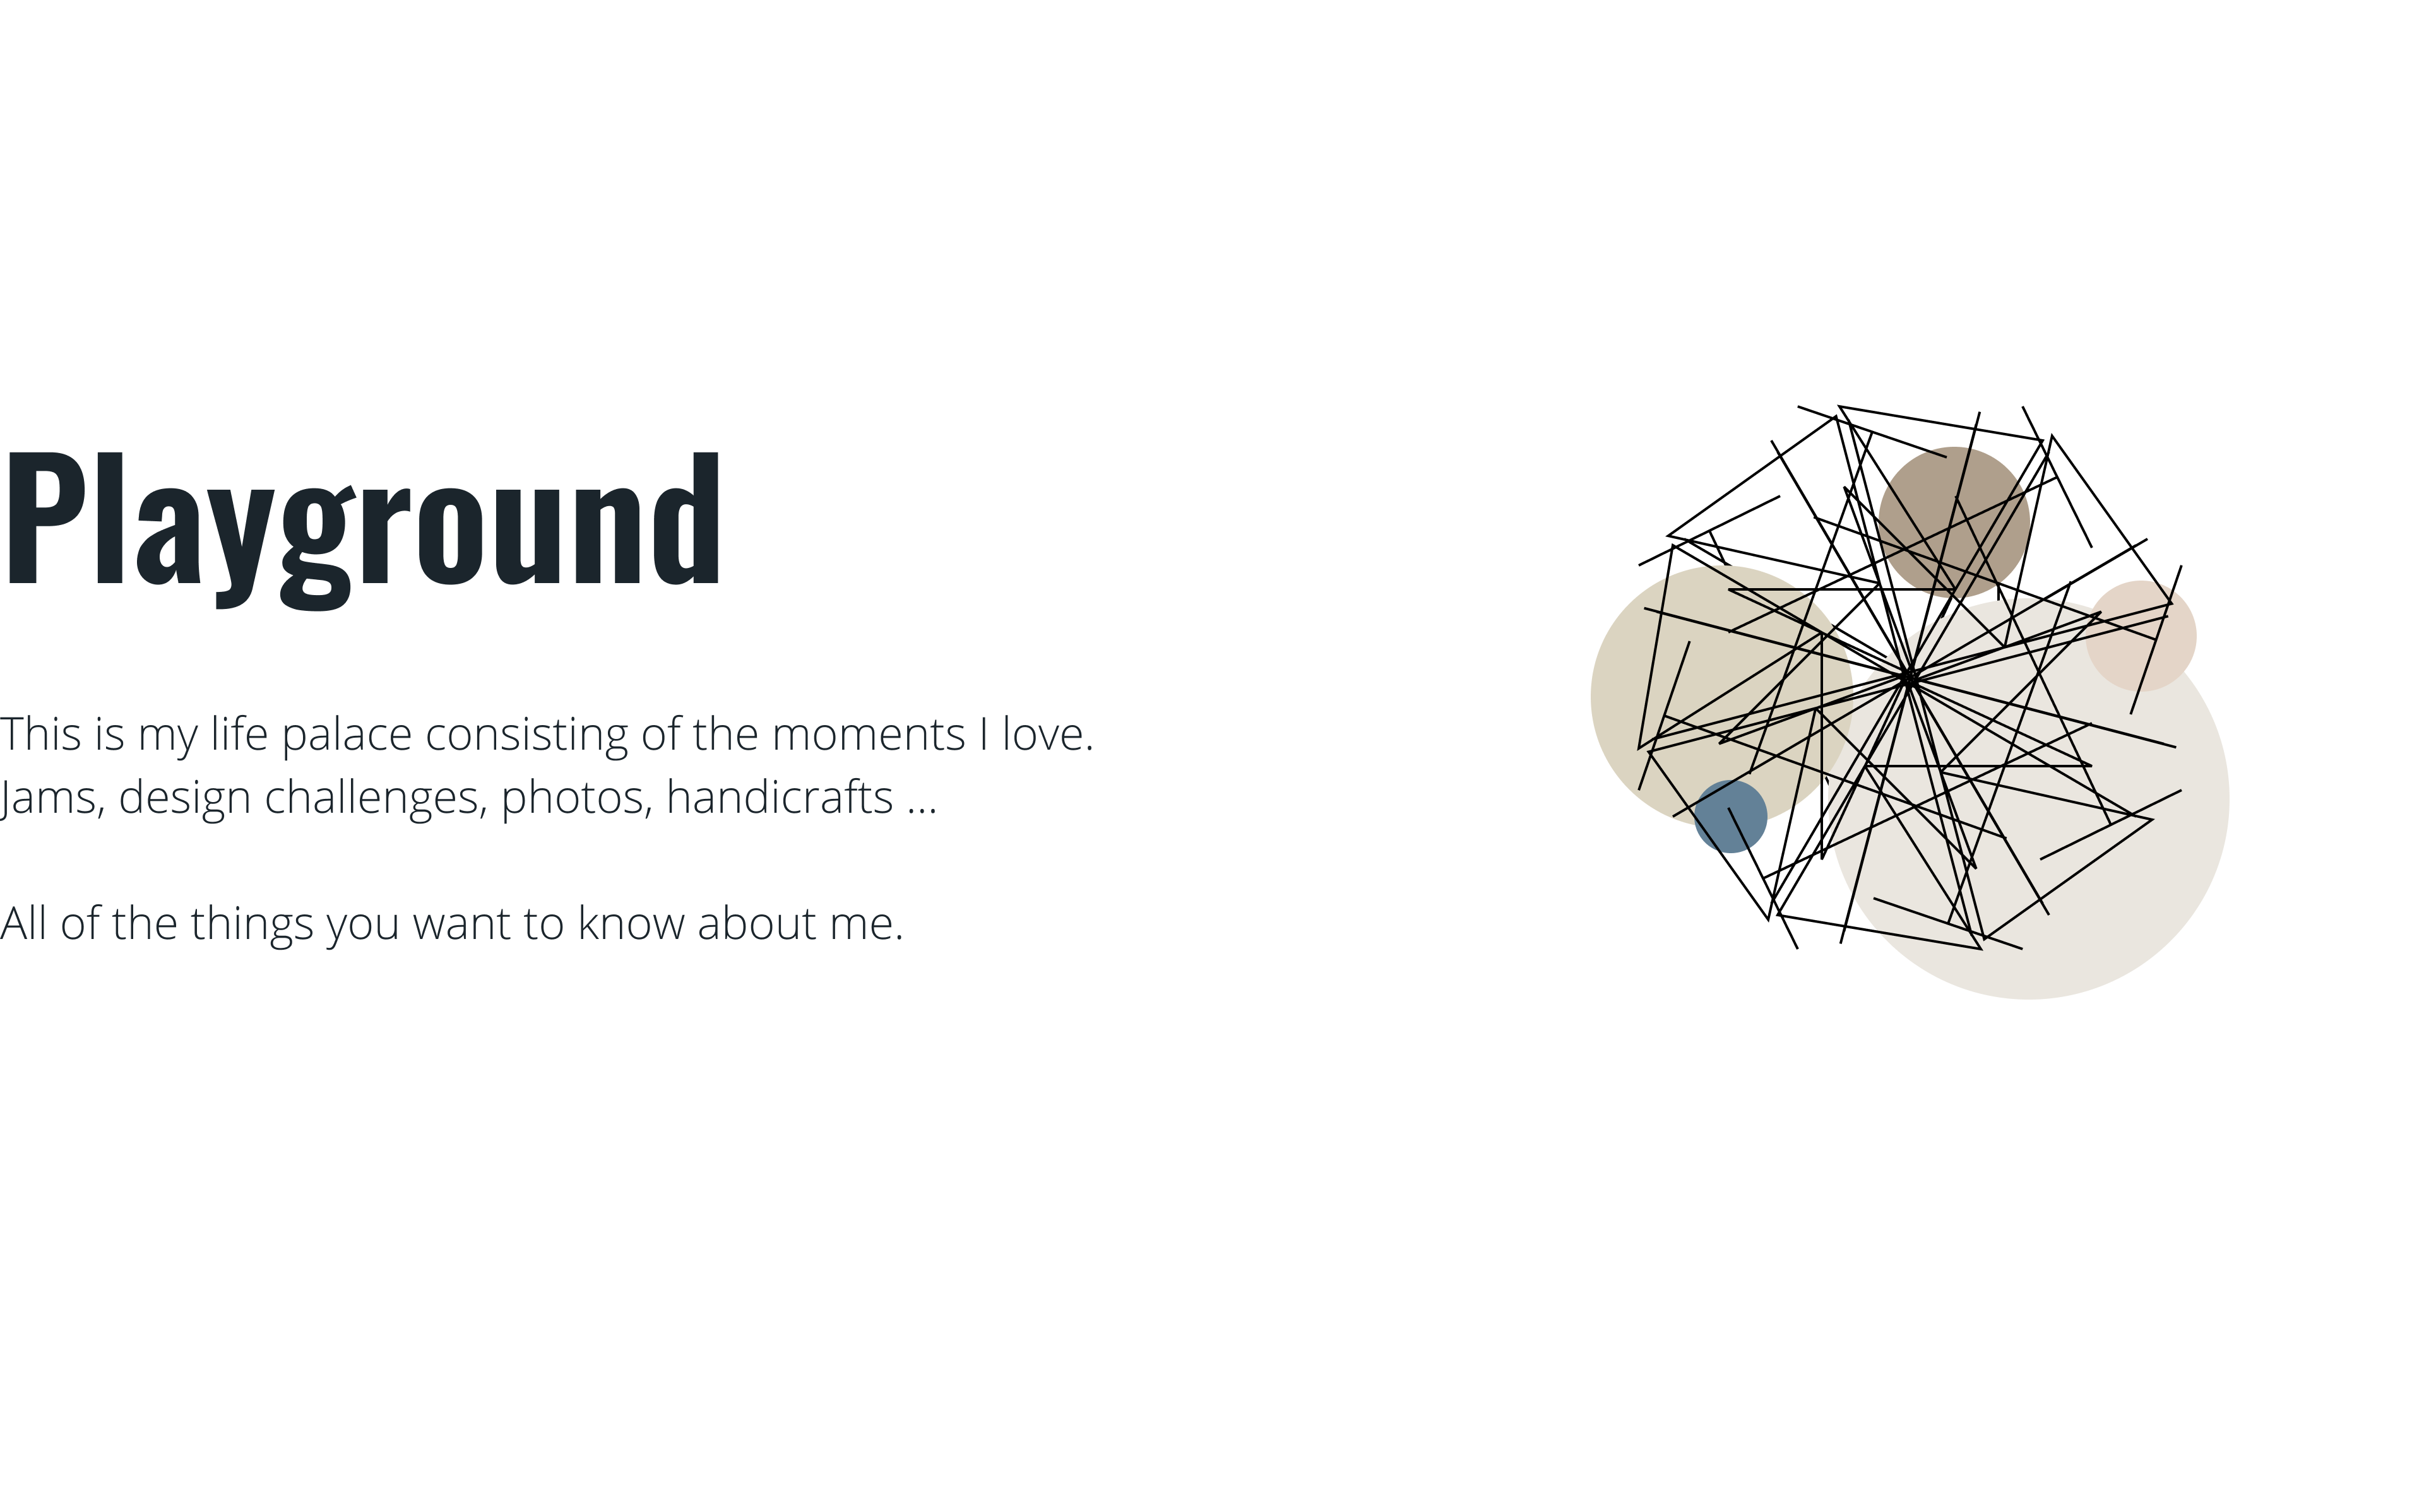 Playground
This is my life palace consisting of the moments I love.
Jams, design challenges, photos, handicrafts ...
All of the things you want to know about me.